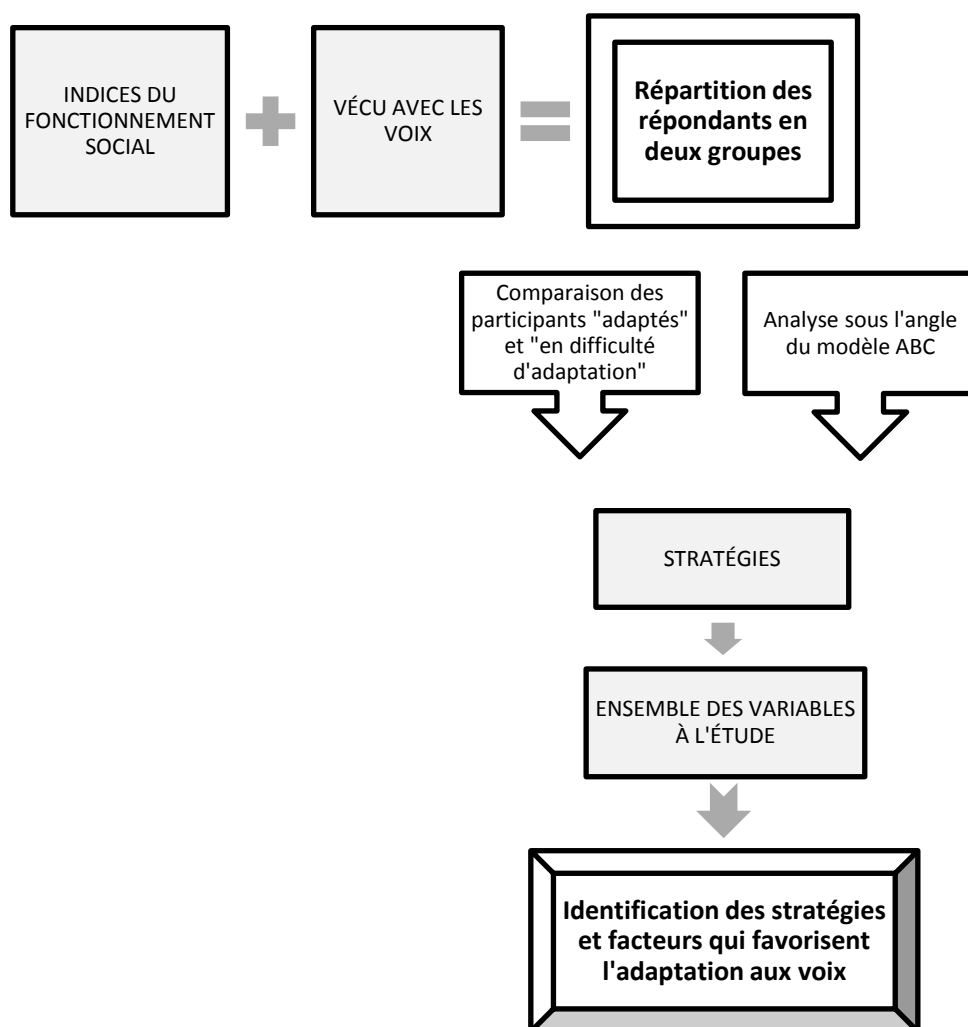 INDICES DU
FONCTIONNEMENT
SOCIAL
VÉCU AVEC LES
VOIX
Répartition des
répondants en
deux groupes
Comparaison des
participants "adaptés"
et "en difficulté
d'adaptation"
Analyse sous l'angle
du modèle ABC
STRATÉGIES
ENSEMBLE DES VARIABLES
À L'ÉTUDE
Identification des stratégies
et facteurs qui favorisent
l'adaptation aux voix